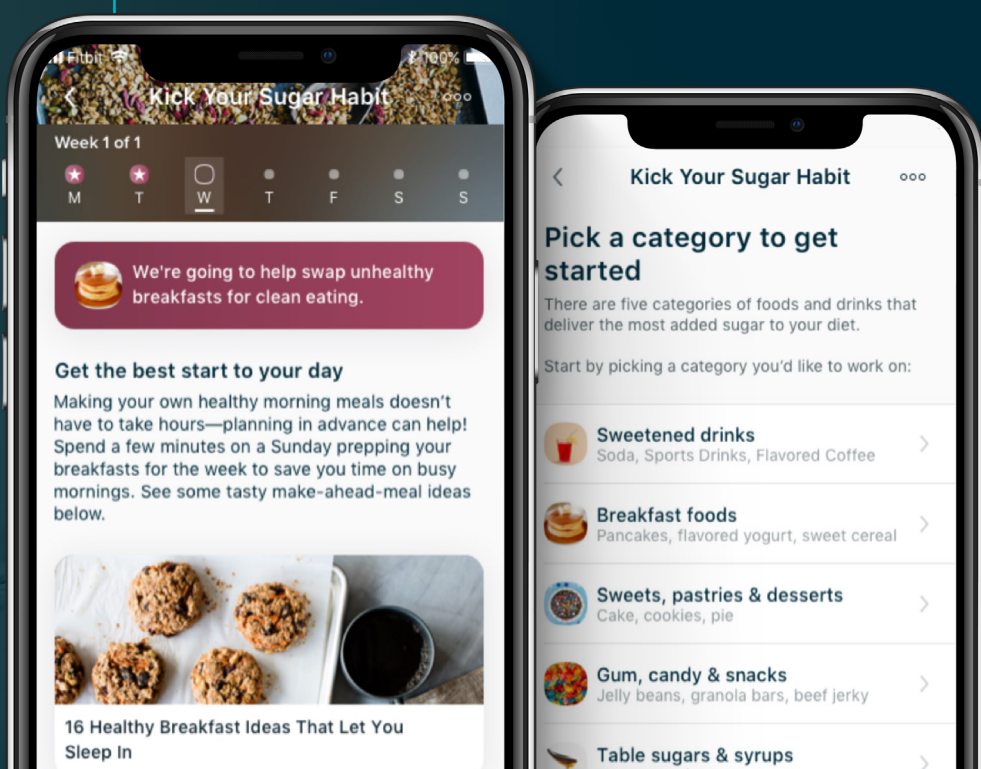 Fitbit 100%
Kick Your Sugar Habit
Week 1 of 1
M T W T F S S
We're going to help swap unhealthy
breakfasts for clean eating.
Get the best start to your day
Making your own healthy morning meals doesn't
have to take hours—planning in advance can help!
Spend a few minutes on a Sunday prepping your
breakfasts for the week to save you time on busy
mornings. See some tasty make-ahead-meal ideas
below.
16 Healthy Breakfast Ideas That Let You
Sleep In
Kick Your Sugar Habit
Pick a category to get
started
There are five categories of foods and drinks that
deliver the most added sugar to your diet.
Start by picking a category you'd like to work on:
Sweetened drinks
Soda, Sports Drinks, Flavored Coffee
Breakfast foods
Pancakes, flavored yogurt, sweet cereal
Sweets, pastries & desserts
Cake, cookies, pie
Gum, candy & snacks
Jelly beans, granola bars, beef jerky
Table sugars & syrups